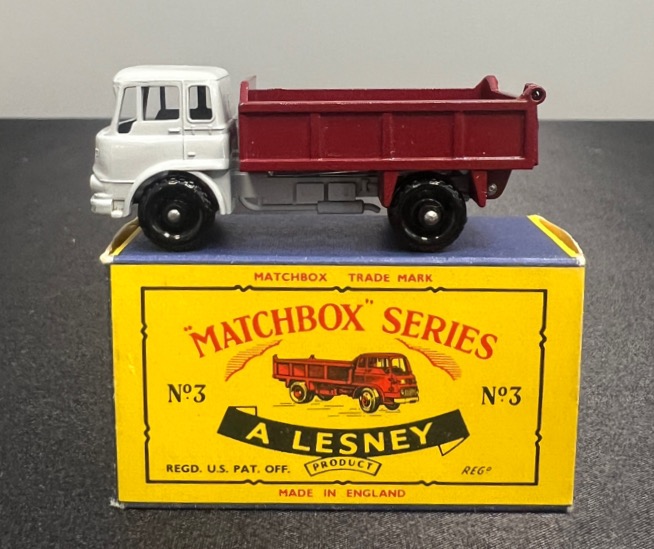 MATCHBOX TRADE MARK
"MATCHBOX" SERIES
Nº3 Nº3
A LESNEY
PRODUCT
REGD. U.S. PAT. OFF. REGD
MADE IN ENGLAND